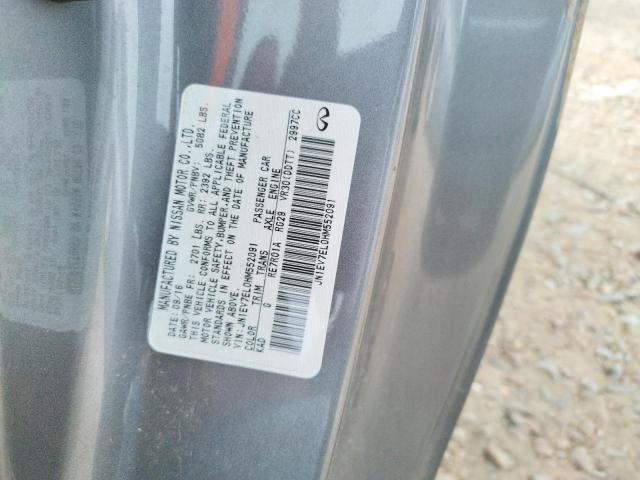 MANUFACTURED BY NISSAN MOTOR CO.,LTD.
DATE: 09/16 GVWR/PNBV: 5082 LBS.
GAWR/PNBE FR: 2701 LBS. RR: 2392 LBS.
THIS VEHICLE CONFORMS TO ALL APPLICABLE FEDERAL
MOTOR VEHICLE SAFETY,BUMPER,AND THEFT PREVENTION
STANDARDS IN EFFECT ON THE DATE OF MANUFACTURE
SHOWN ABOVE.
VIN:JN1EV7EL0HM552091 PASSENGER CAR
COLOR TRIM TRANS AXLE ENGINE
KAD G RE7R01A RG29 VR30(DDTT) 2997CC
JN1EV7EL0HM552091